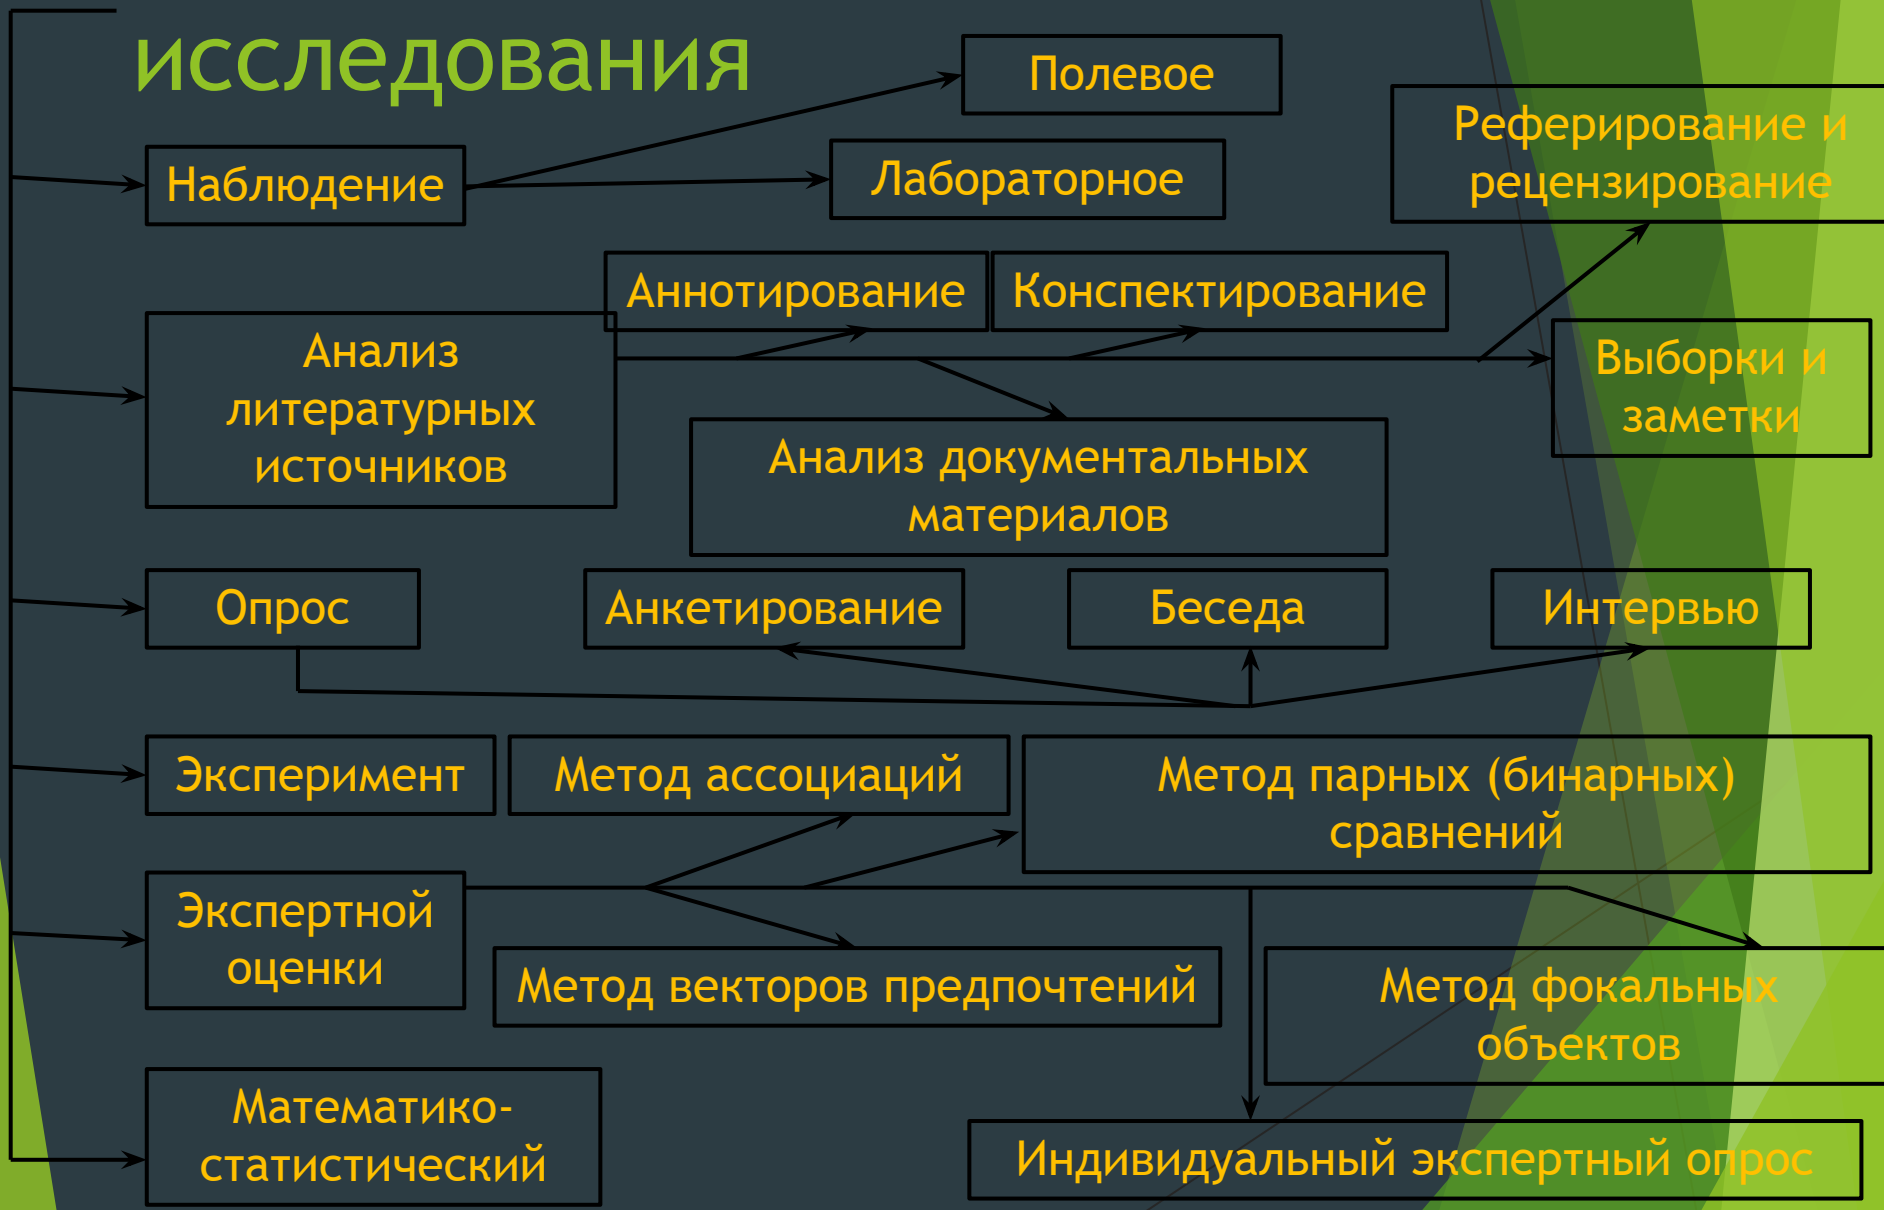 исследования
Полевое
Реферирование и
рецензирование
Наблюдение
Лабораторное
Аннотирование
Конспектирование
Анализ
литературных
источников
Выборки и
заметки
Анализ документальных
материалов
Опрос
Анкетирование
Беседа
Интервью
Эксперимент
Метод ассоциаций
Метод парных (бинарных)
сравнений
Экспертной
оценки
Метод векторов предпочтений
Метод фокальных
объектов
Математико-
статистический
Индивидуальный экспертный опрос